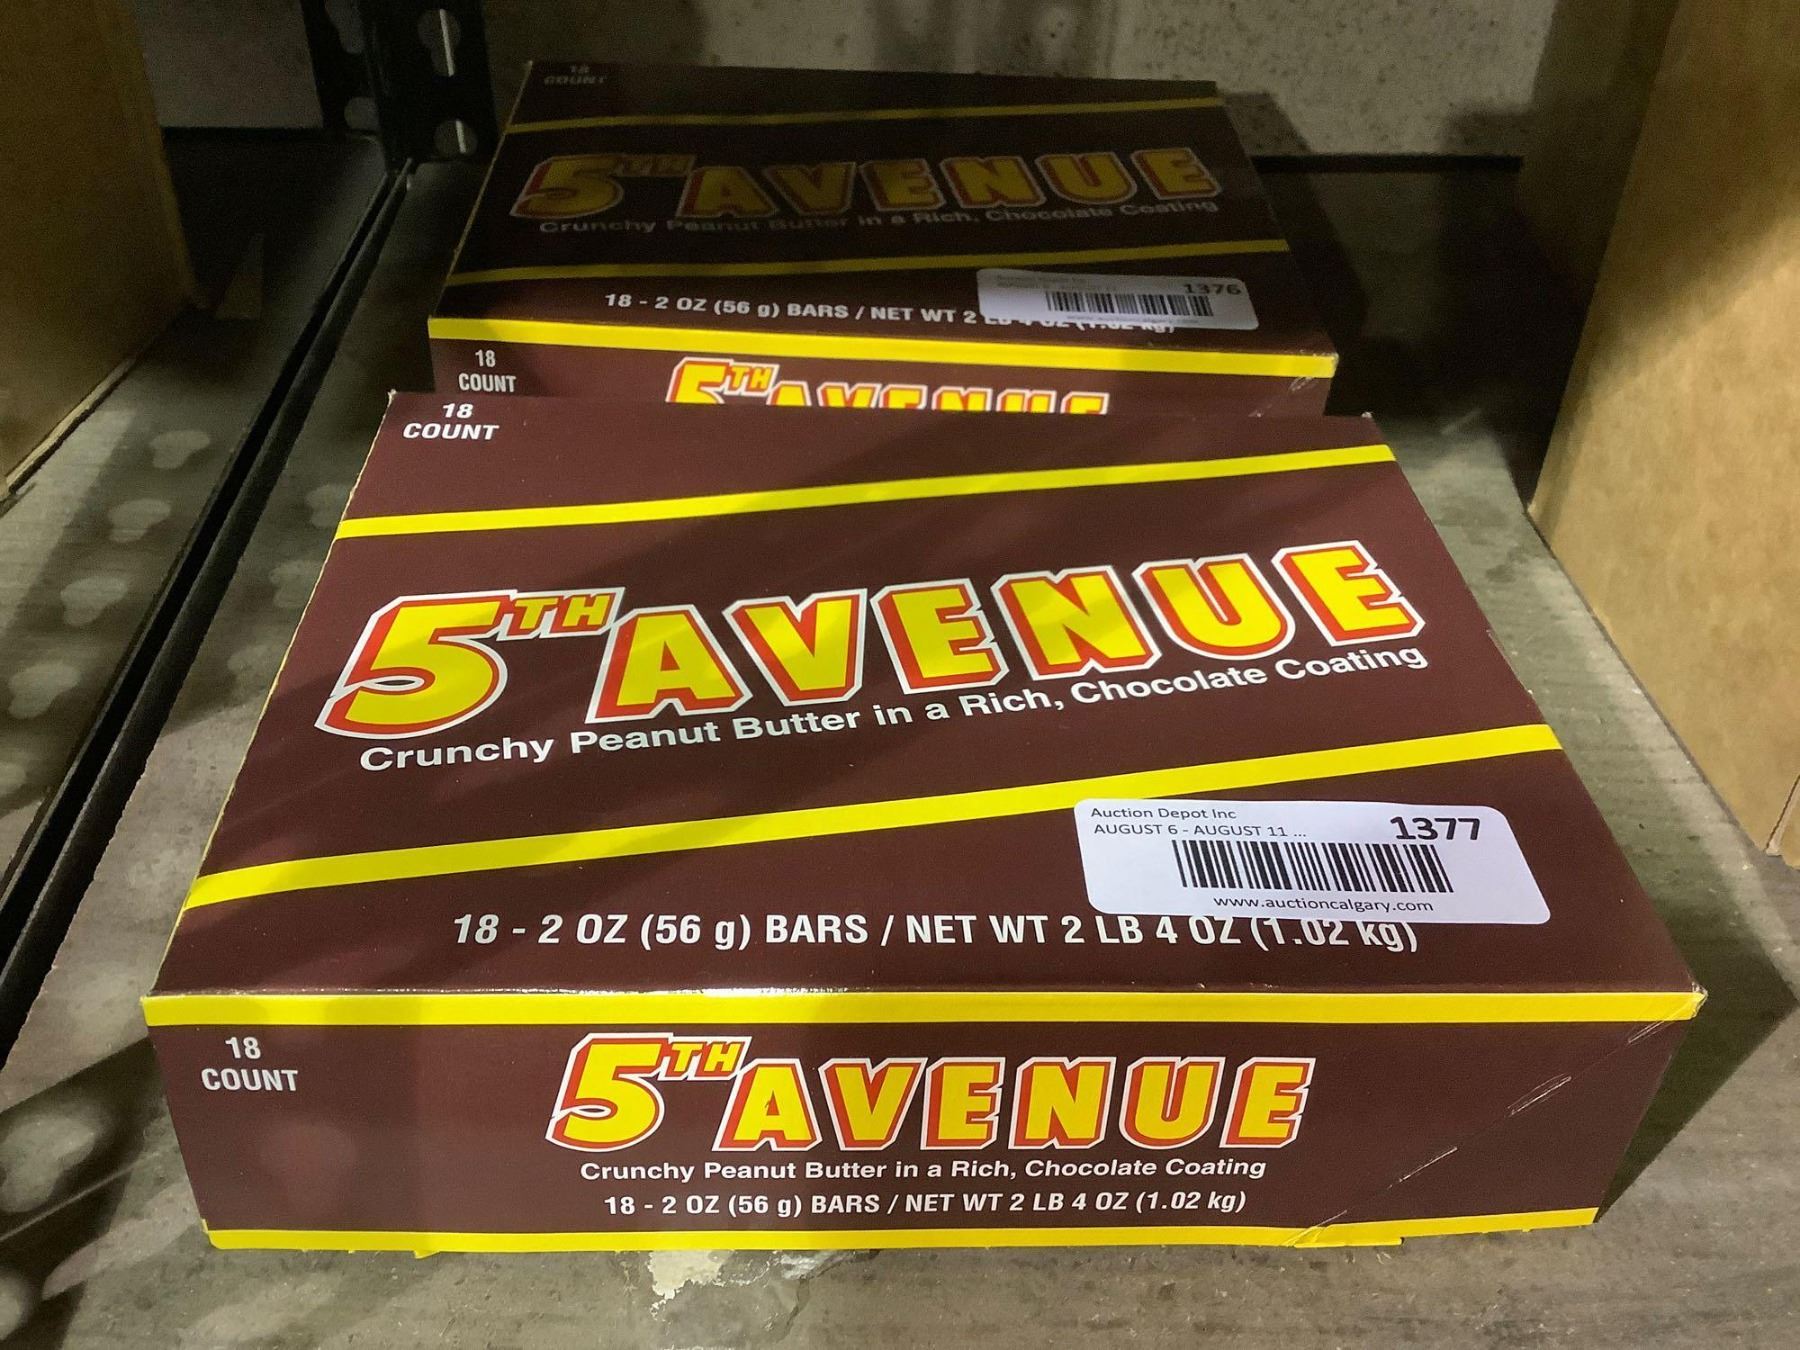 18
COUNT
5TH AVENUE
Crunchy Peanut Butter in a Rich, Chocolate Coating
1376
18 - 2 OZ (56 g) BARS / NET WT 2 LB 4 OZ (1.02 kg)
18
COUNT
5TH AVENUE
18
COUNT
5TH AVENUE
Crunchy Peanut Butter in a Rich, Chocolate Coating
Auction Depot Inc
AUGUST 6 - AUGUST 11 ...
1377
www.auctioncalgary.com
18 - 2 OZ (56 g) BARS / NET WT 2 LB 4 OZ (1.02 kg)
18
COUNT
5TH AVENUE
Crunchy Peanut Butter in a Rich, Chocolate Coating
18 - 2 OZ (56 g) BARS / NET WT 2 LB 4 OZ (1.02 kg)